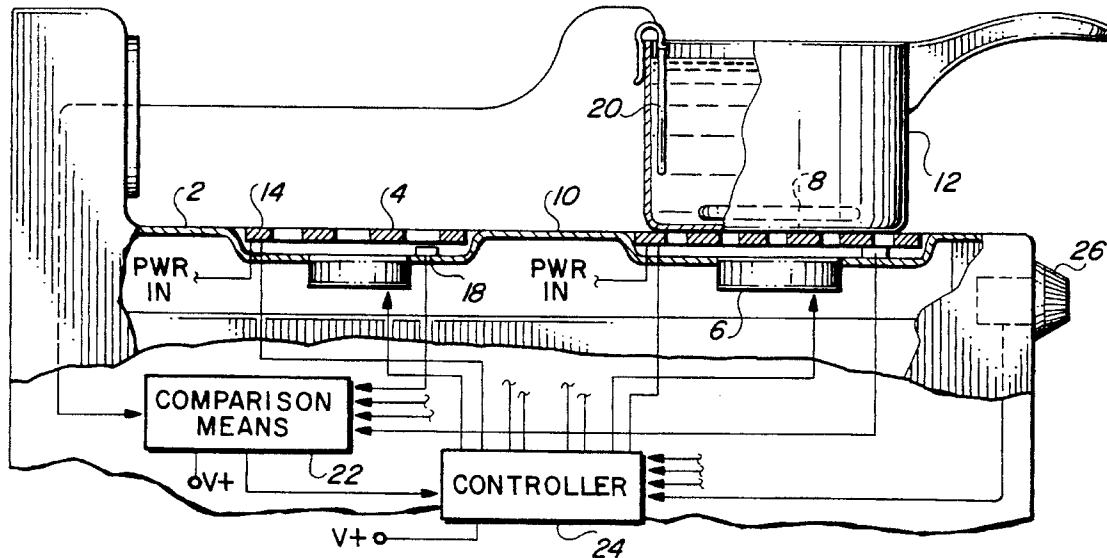 20
8
12
2
14
4
10
PWR
IN
18
PWR
IN
6
26
COMPARISON
MEANS
22
V+
CONTROLLER
V+
24